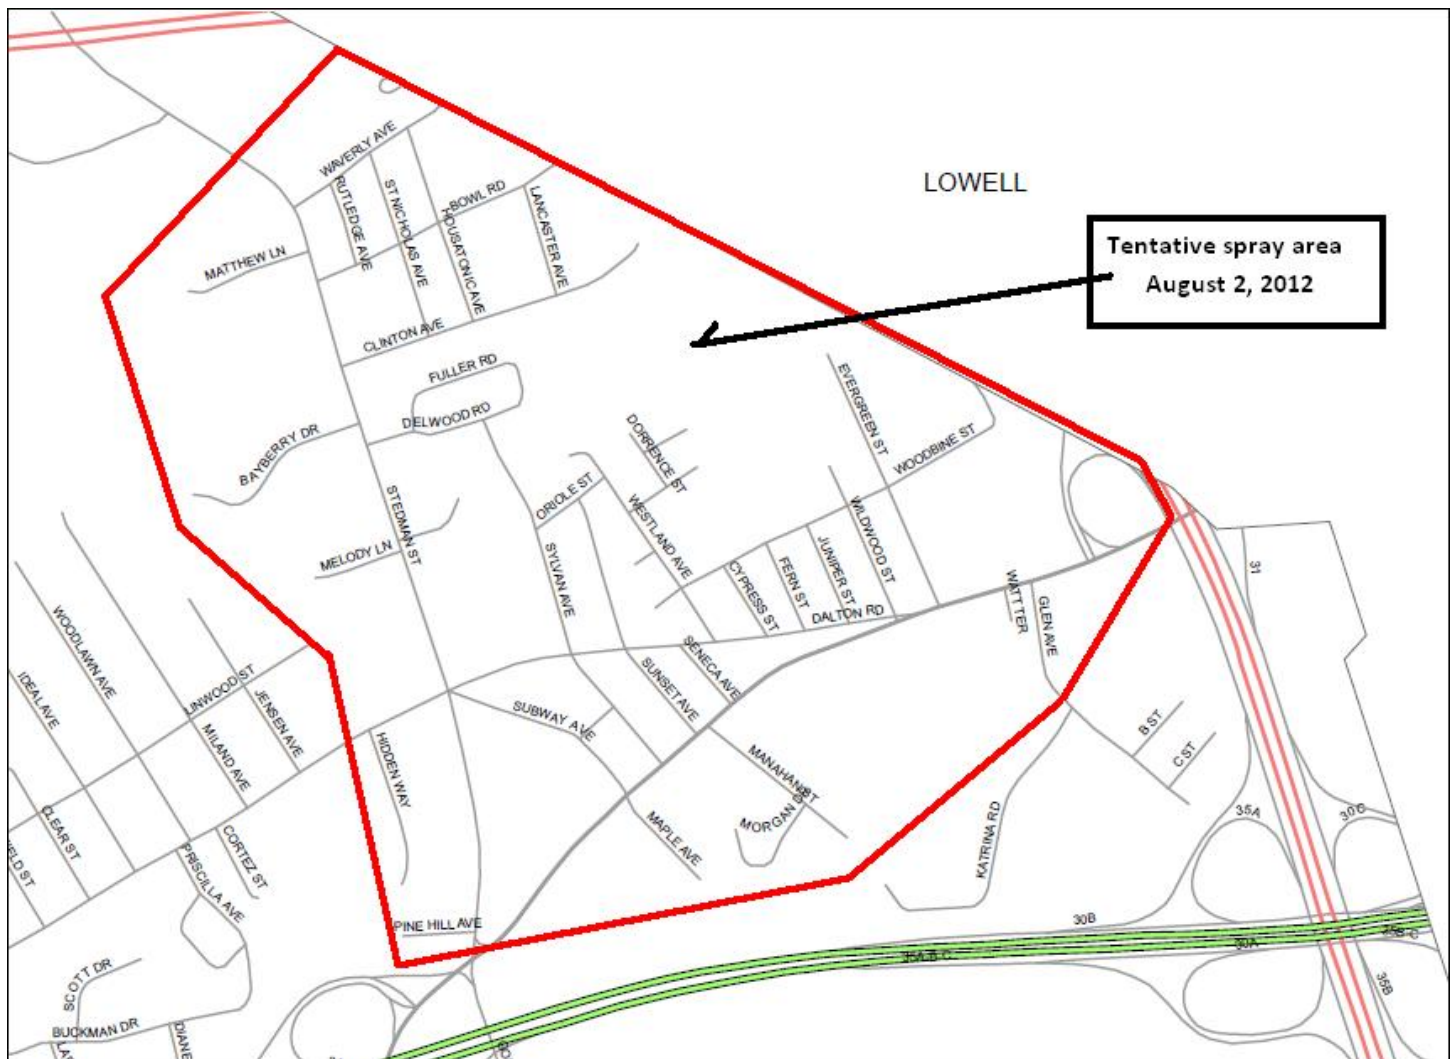 LOWELL
Tentative spray area
August 2, 2012
WAVERLY AVE
RUTLEDGE AVE
ST NICHOLAS AVE
BOWL RD
HOUSATONIC AVE
LANCASTER AVE
MATTHEW LN
CLINTON AVE
FULLER RD
DELWOOD RD
BAYBERRY DR
EVERGREEN ST
WOODBINE ST
DORRENCE ST
ORIOLE ST
WESTLAND AVE
STEDMAN ST
MELODY LN
SYLVAN AVE
WILDWOOD ST
JUNIPER ST
FERN ST
CYPRESS ST
DALTON RD
WATT TER
GLEN AVE
31
WOODLAWN AVE
IDEAL AVE
LINWOOD ST
JENSEN AVE
MILAND AVE
SENECA AVE
SUNSET AVE
SUBWAY AVE
HIDDEN WAY
MANAHAN ST
MORGAN
B ST
C ST
KATRINA RD
MAPLE AVE
35A
30C
CLEAR ST
CORTEZ ST
PRISCILLA AVE
PINE HILL AVE
30B
30A
35B
SCOTT DR
BUCKMAN DR
DIANE